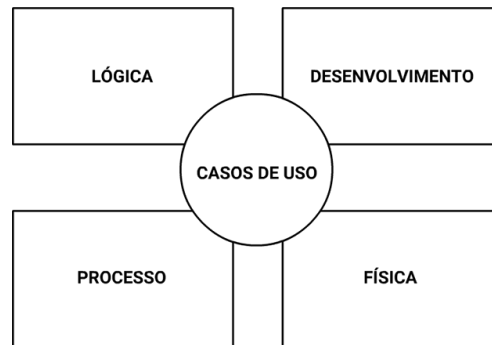 LÓGICA
DESENVOLVIMENTO
CASOS DE USO
PROCESSO
FÍSICA